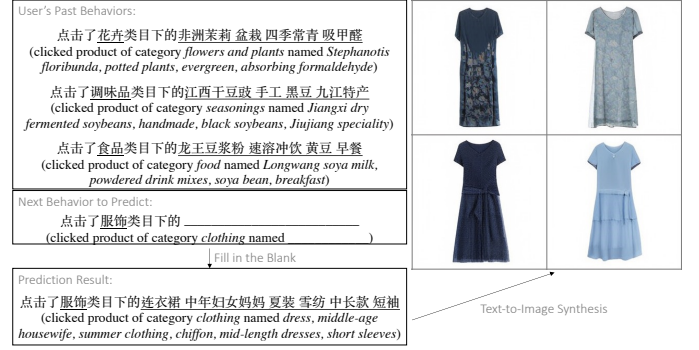 User's Past Behaviors:
点击了花卉类目下的非洲茉莉 盆栽 四季常青 吸甲醛
(clicked product of category flowers and plants named Stephanotis
floribunda, potted plants, evergreen, absorbing formaldehyde)
点击了调味品类目下的江西干豆豉 手工 黑豆 九江特产
(clicked product of category seasonings named Jiangxi dry
fermented soybeans, handmade, black soybeans, Jiujiang speciality)
点击了食品类目下的龙王豆浆粉 速溶冲饮 黄豆 早餐
(clicked product of category food named Longwang soya milk,
powdered drink mixes, soya bean, breakfast)
Next Behavior to Predict:
点击了服饰类目下的 ____________
(clicked product of category clothing named ____________)
Fill in the Blank
Prediction Result:
点击了服饰类目下的连衣裙 中年妇女妈妈 夏装 雪纺 中长款 短袖
(clicked product of category clothing named dress, middle-age
housewife, summer clothing, chiffon, mid-length dresses, short sleeves)
Text-to-Image Synthesis